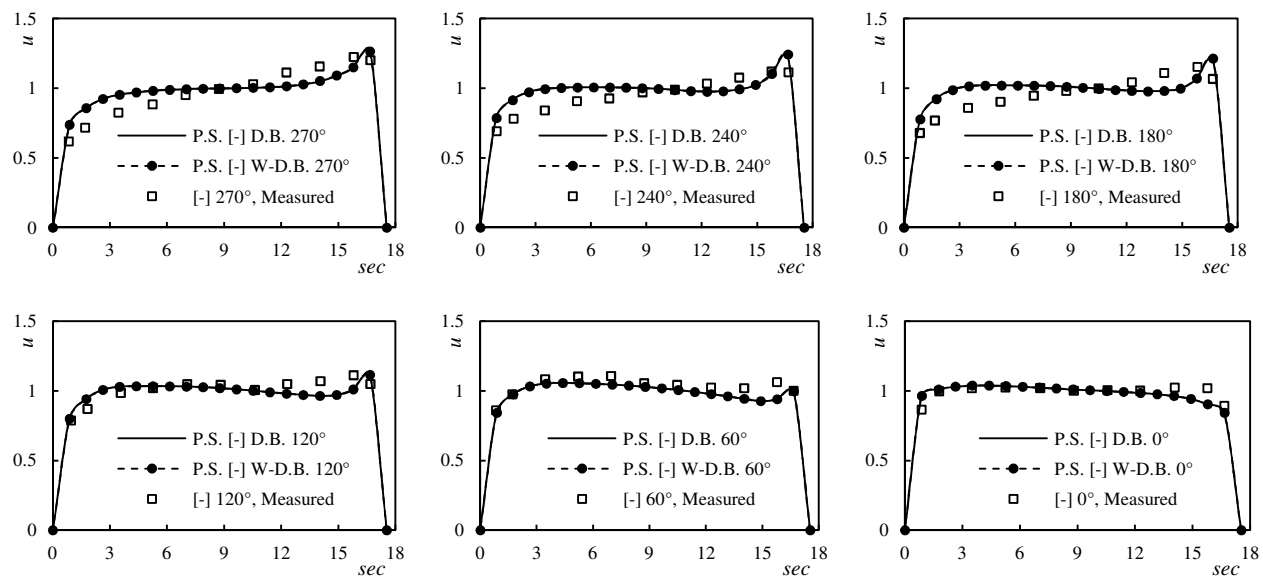 1.5
u
1
0.5
0
P.S. [-] D.B. 270°
P.S. [-] W-D.B. 270°
[-] 270°, Measured
0 3 6 9 12 15 18
sec
1.5
u
1
0.5
0
P.S. [-] D.B. 240°
P.S. [-] W-D.B. 240°
[-] 240°, Measured
0 3 6 9 12 15 18
sec
1.5
u
1
0.5
0
P.S. [-] D.B. 180°
P.S. [-] W-D.B. 180°
[-] 180°, Measured
0 3 6 9 12 15 18
sec
1.5
u
1
0.5
0
P.S. [-] D.B. 120°
P.S. [-] W-D.B. 120°
[-] 120°, Measured
0 3 6 9 12 15 18
sec
1.5
u
1
0.5
0
P.S. [-] D.B. 60°
P.S. [-] W-D.B. 60°
[-] 60°, Measured
0 3 6 9 12 15 18
sec
1.5
u
1
0.5
0
P.S. [-] D.B. 0°
P.S. [-] W-D.B. 0°
[-] 0°, Measured
0 3 6 9 12 15 18
sec